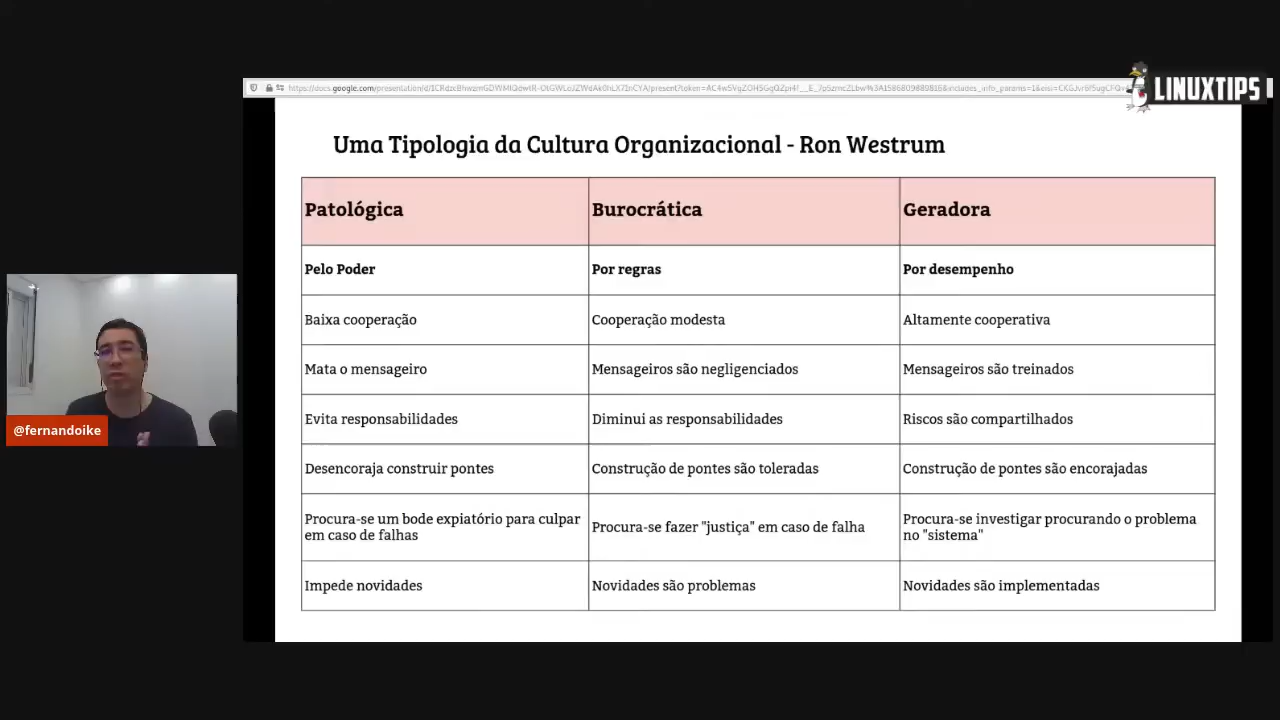 LINUXTIPS
Uma Tipologia da Cultura Organizacional - Ron Westrum
Patológica
Burocrática
Geradora
Pelo Poder
Por regras
Por desempenho
Baixa cooperação
Cooperação modesta
Altamente cooperativa
Mata o mensageiro
Mensageiros são negligenciados
Mensageiros são treinados
Evita responsabilidades
Diminui as responsabilidades
Riscos são compartilhados
Desencoraja construir pontes
Construção de pontes são toleradas
Construção de pontes são encorajadas
Procura-se um bode expiatório para culpar
em caso de falhas
Procura-se fazer "justiça" em caso de falha
Procura-se investigar procurando o problema
no "sistema"
Impede novidades
Novidades são problemas
Novidades são implementadas
@fernandoike